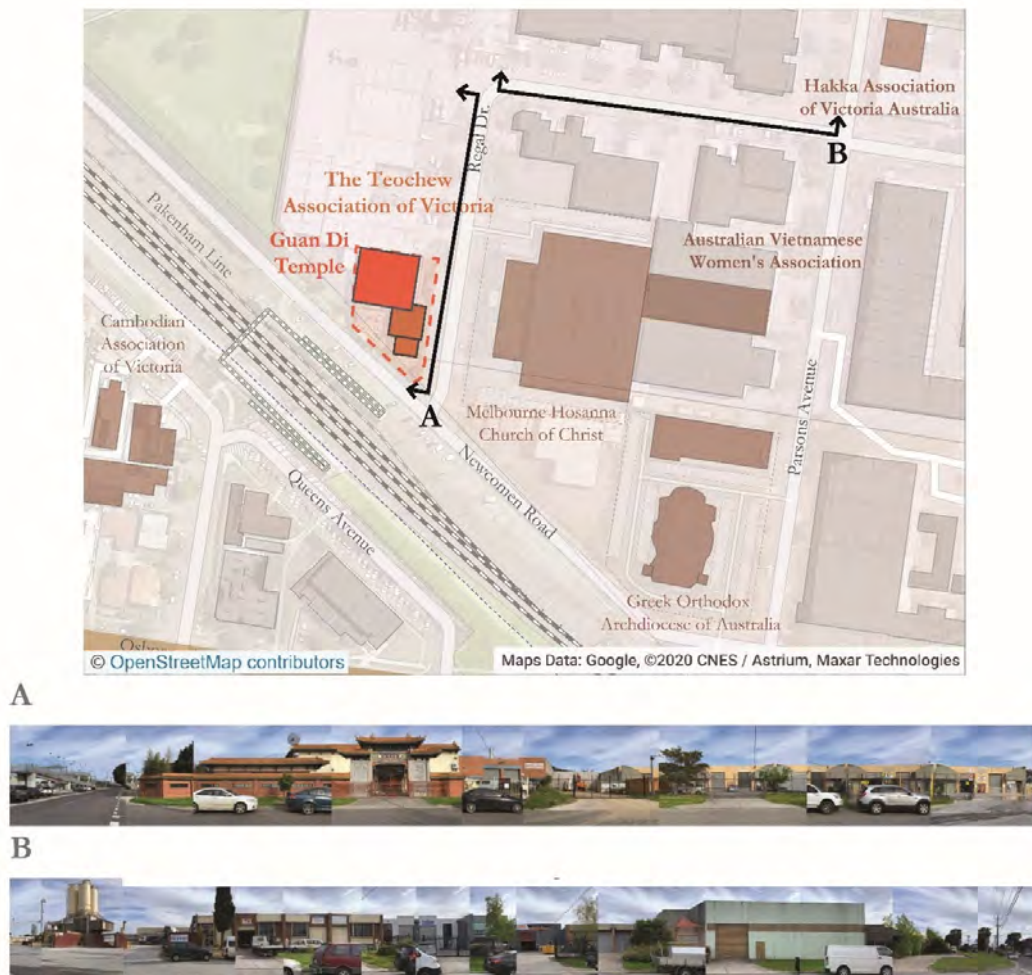 Hakka Association
of Victoria Australia
Regal Dr.
B
The Teochew
Association of Victoria
Pakenham Line
Guan Di
Temple
Australian Vietnamese
Women's Association
Cambodian
Association
of Victoria
A
Melbourne Hosanna
Church of Christ
Parsons Avenue
Newcomen Road
Queens Avenue
Greek Orthodox
Archdiocese of Australia
© OpenStreetMap contributors
Maps Data: Google, ©2020 CNES / Astrium, Maxar Technologies
A
B